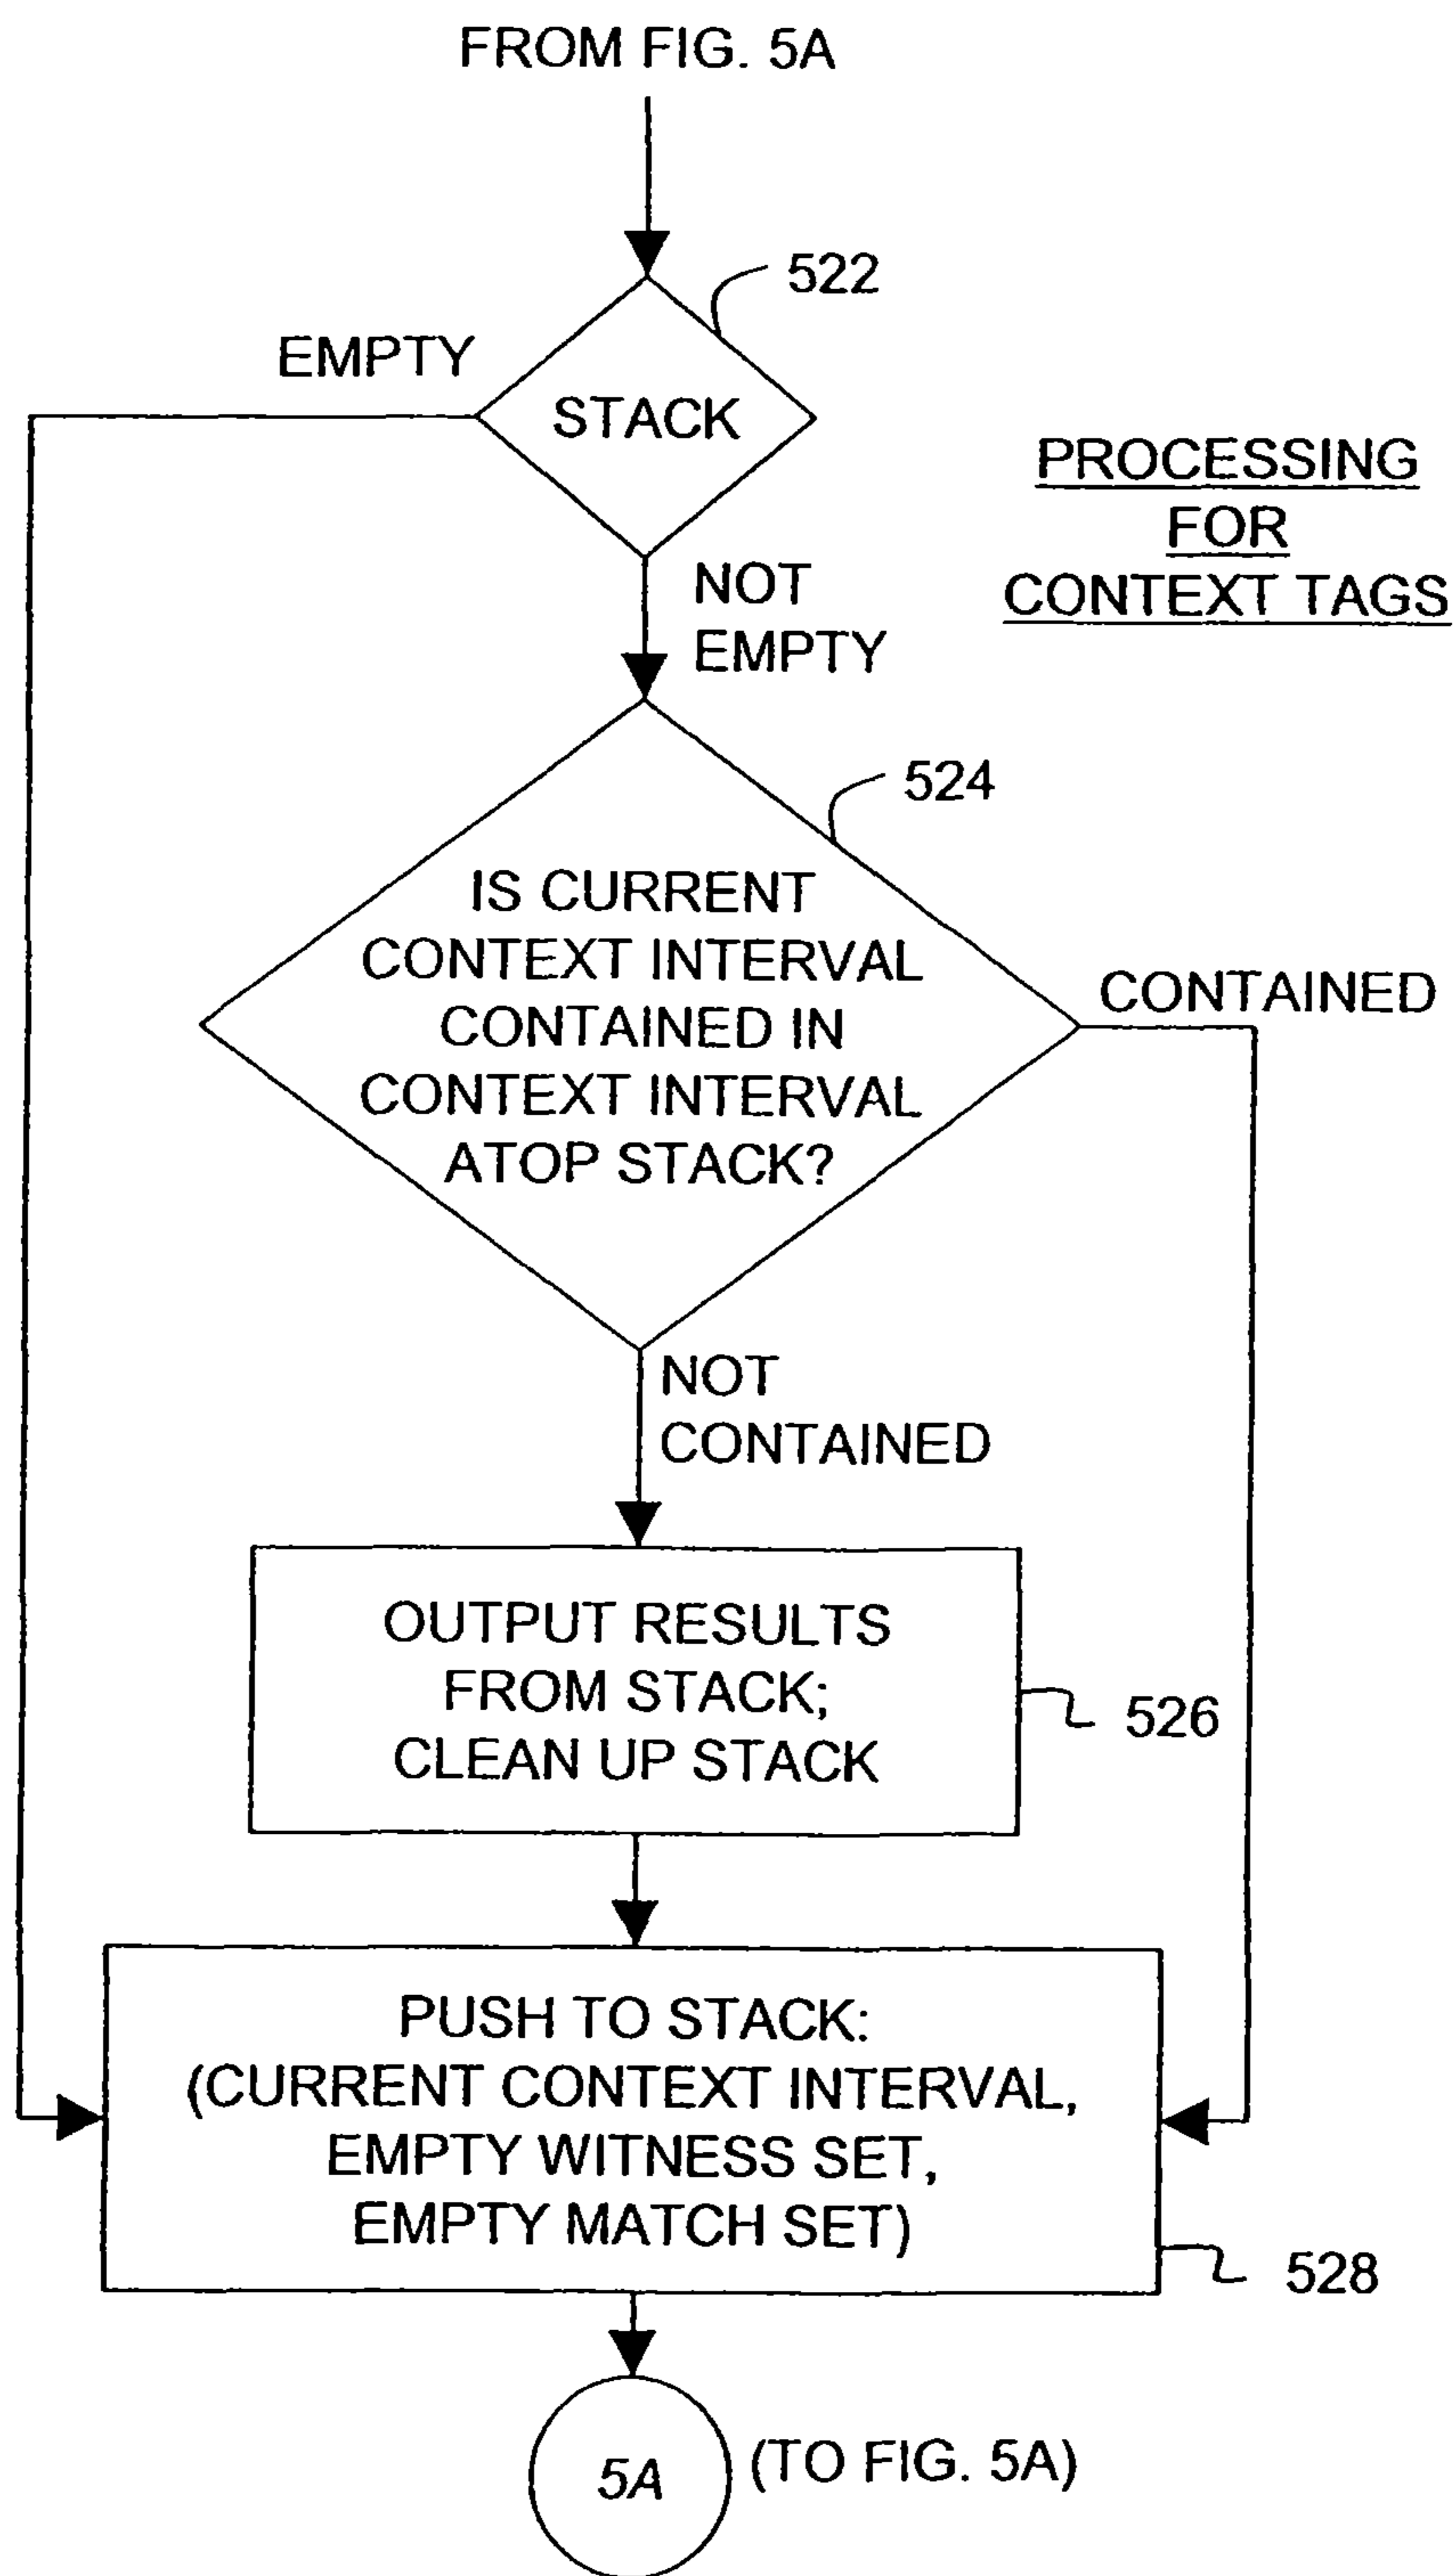 FROM FIG. 5A
522
EMPTY
STACK
PROCESSING
FOR
CONTEXT TAGS
NOT
EMPTY
524
IS CURRENT
CONTEXT INTERVAL
CONTAINED IN
CONTEXT INTERVAL
ATOP STACK?
CONTAINED
NOT
CONTAINED
OUTPUT RESULTS
FROM STACK;
CLEAN UP STACK
526
PUSH TO STACK:
(CURRENT CONTEXT INTERVAL,
EMPTY WITNESS SET,
EMPTY MATCH SET)
528
5A
(TO FIG. 5A)